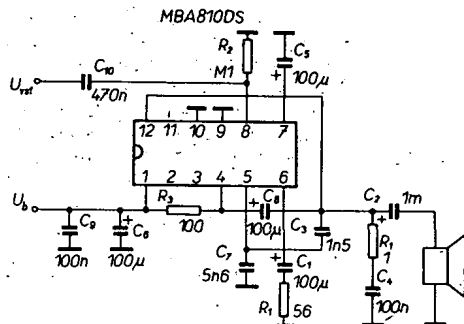 MBA810DS
R2
M1
C5
+
100µ
C10
Uvst
470n
12 11 10 9 8 7
1 2 3 4 5 6
Ub
R3
100
+ C8
100µ
C3
1n5
C2
1m
+
C9
100n
+
C6
100µ
C7
5n6
+
C1
100µ
R1
56
+
R1
1
C4
100n